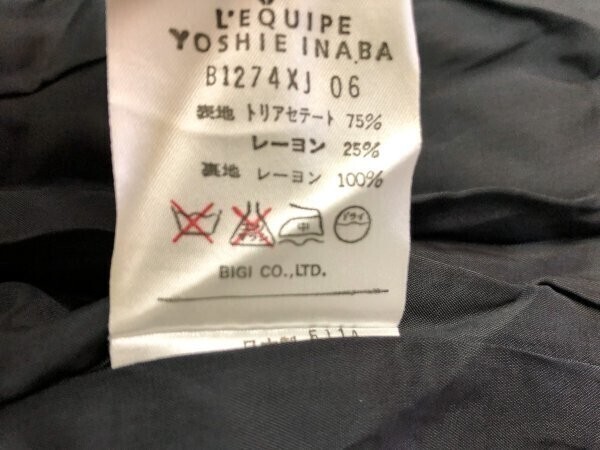 L'EQUIPE
YOSHIE INABA
B1274XJ 06
表地 トリアセテート 75%
レーヨン 25%
裏地 レーヨン 100%
中 ドライ
BIGI CO.,LTD.